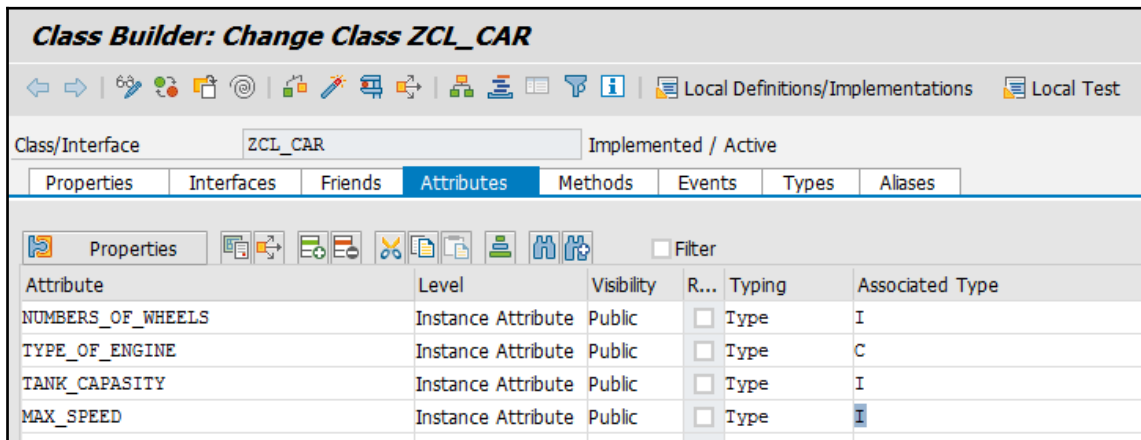 Class Builder: Change Class ZCL_CAR
Local Definitions/Implementations Local Test
Class/Interface ZCL_CAR Implemented / Active
Properties Interfaces Friends Attributes Methods Events Types Aliases
Properties Filter
Attribute Level Visibility R... Typing Associated Type
NUMBERS_OF_WHEELS Instance Attribute Public Type I
TYPE_OF_ENGINE Instance Attribute Public Type C
TANK_CAPASITY Instance Attribute Public Type I
MAX_SPEED Instance Attribute Public Type I